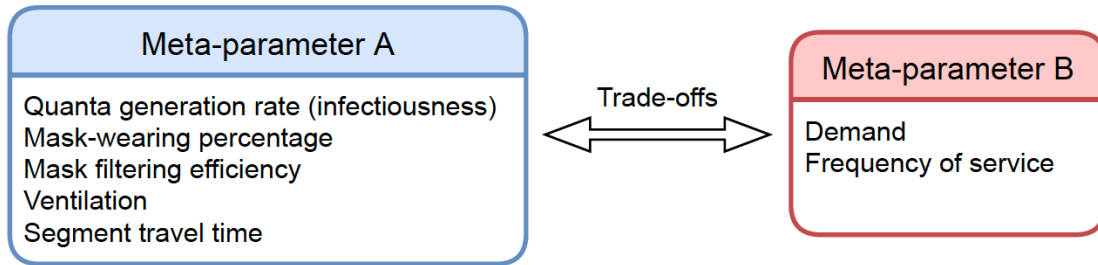 Meta-parameter A
Quanta generation rate (infectiousness)
Mask-wearing percentage
Mask filtering efficiency
Ventilation
Segment travel time
Trade-offs
Meta-parameter B
Demand
Frequency of service